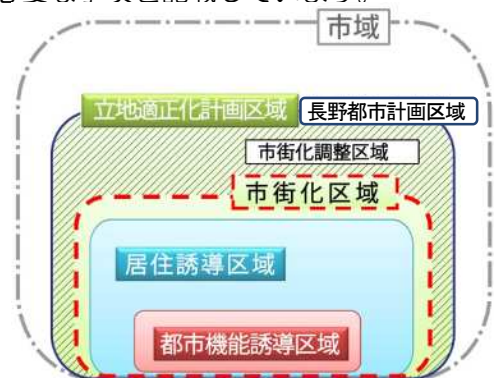 市域
立地適正化計画区域 長野都市計画区域
市街化調整区域
市街化区域
居住誘導区域
都市機能誘導区域